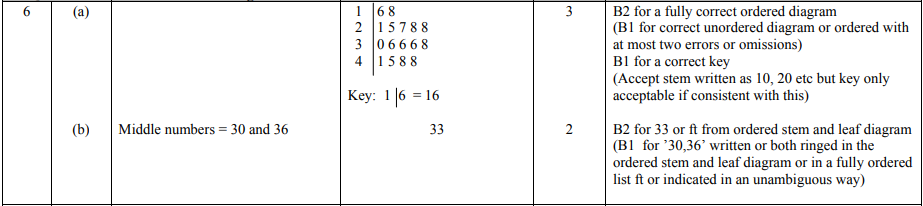 6 (a) 1 | 6 8 3 B2 for a fully correct ordered diagram
2 | 1 5 7 8 8 (B1 for correct unordered diagram or ordered with
3 | 0 6 6 6 8 at most two errors or omissions)
4 | 1 5 8 8 B1 for a correct key
(Accept stem written as 10, 20 etc but key only
Key: 1 | 6 = 16 acceptable if consistent with this)
(b) Middle numbers = 30 and 36 33 2 B2 for 33 or ft from ordered stem and leaf diagram
(B1 for ’30,36’ written or both ringed in the
ordered stem and leaf diagram or in a fully ordered
list ft or indicated in an unambiguous way)